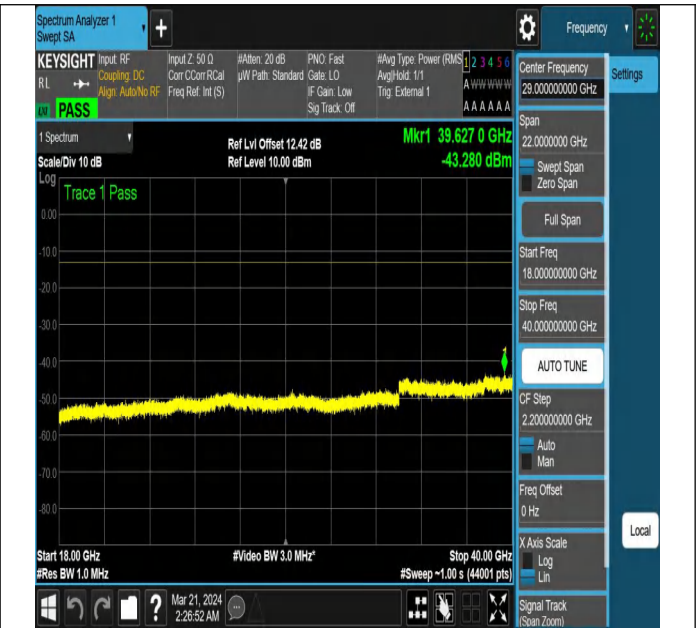 Spectrum Analyzer 1
Swept SA
+
Frequency
KEYSIGHT
RL
PASS
Input: RF
Coupling: DC
Align: Auto/No RF
Input Z: 50 Ω
Corr CCorr RCal
Freq Ref: Int (S)
#Atten: 20 dB
µW Path: Standard
PNO: Fast
Gate: LO
IF Gain: Low
Sig Track: Off
#Avg Type: Power (RMS
Avg|Hold: 1/1
Trig: External 1
1 2 3 4 5 6
A W W W W W
A A A A A A
1 Spectrum
Scale/Div 10 dB
Log
Ref Lvl Offset 12.42 dB
Ref Level 10.00 dBm
Mkr1 39.627 0 GHz
-43.280 dBm
Trace 1 Pass
0.00
-10.0
-20.0
-30.0
-40.0
-50.0
-60.0
-70.0
-80.0
1
Start 18.00 GHz
#Res BW 1.0 MHz
#Video BW 3.0 MHz*
Stop 40.00 GHz
#Sweep ~1.00 s (44001 pts)
?
Mar 21, 2024
2:26:52 AM
Center Frequency
29.000000000 GHz
Settings
Span
22.0000000 GHz
Swept Span
Zero Span
Full Span
Start Freq
18.000000000 GHz
Stop Freq
40.000000000 GHz
AUTO TUNE
CF Step
2.200000000 GHz
Auto
Man
Freq Offset
0 Hz
X Axis Scale
Log
Lin
Local
Signal Track
(Span Zoom)